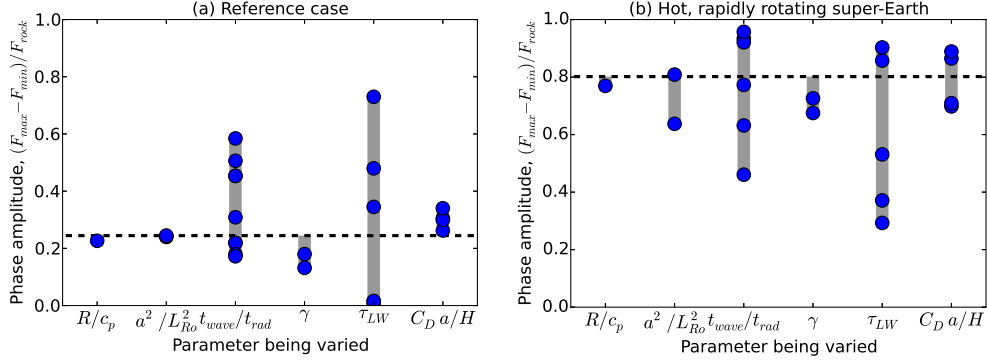 (a) Reference case
Phase amplitude, (F_max−F_min)/F_rock
1.0
0.8
0.6
0.4
0.2
0.0
R/c_p
a² /L²_Ro
t_wave/t_rad
γ
τ_LW
C_D a/H
Parameter being varied
(b) Hot, rapidly rotating super-Earth
Phase amplitude, (F_max−F_min)/F_rock
1.0
0.8
0.6
0.4
0.2
0.0
R/c_p
a² /L²_Ro
t_wave/t_rad
γ
τ_LW
C_D a/H
Parameter being varied